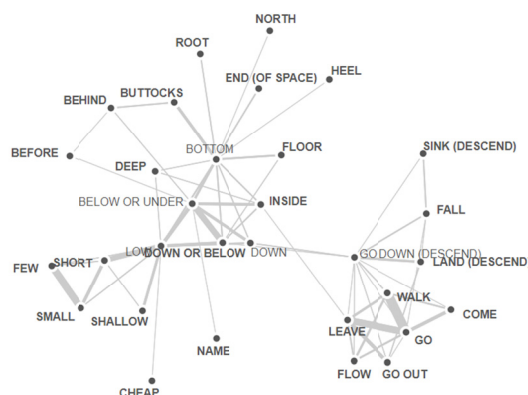 NORTH
ROOT
END (OF SPACE)
HEEL
BUTTOCKS
BEHIND
BEFORE
BOTTOM
FLOOR
DEEP
SINK (DESCEND)
BELOW OR UNDER
INSIDE
FALL
LOW
DOWN OR BELOW
DOWN
GO DOWN (DESCEND)
LAND (DESCEND
FEW
SHORT
WALK
SMALL
SHALLOW
LEAVE
COME
GO
NAME
FLOW
GO OUT
CHEAP